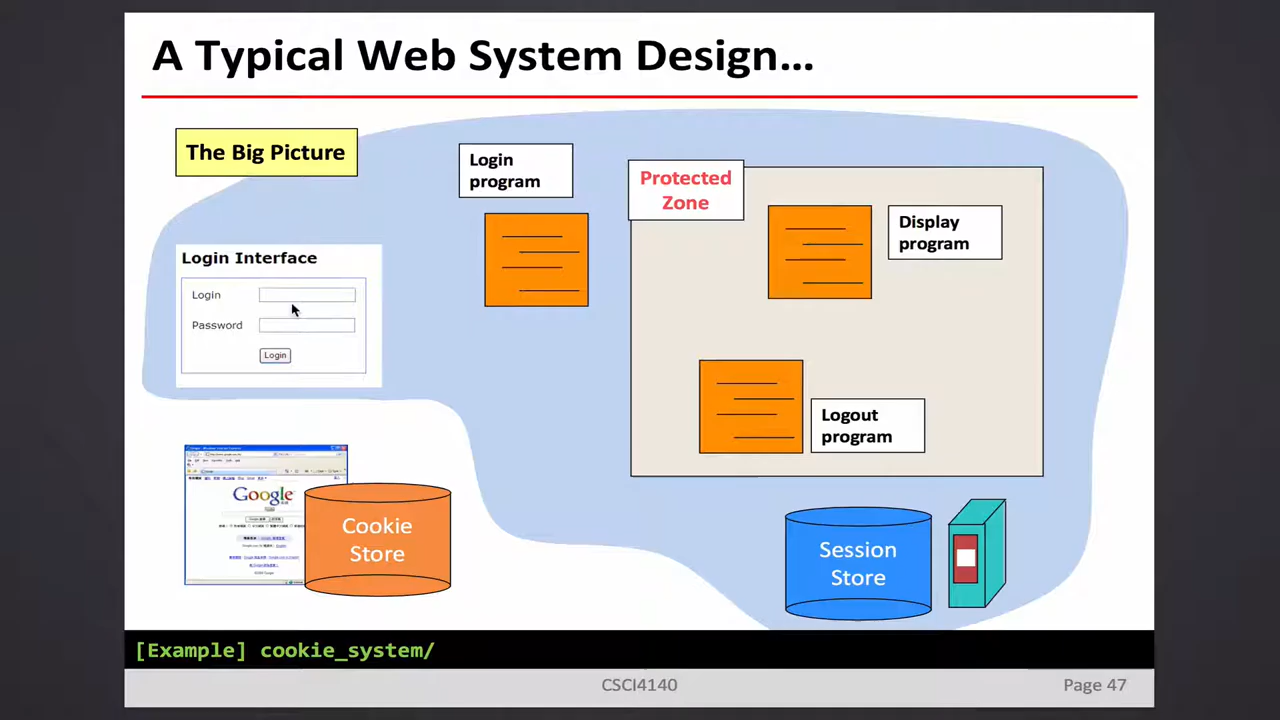 A Typical Web System Design...
The Big Picture
Login
program
Protected
Zone
Display
program
Login Interface
Login
Password
Login
Logout
program
Google
Cookie
Store
Session
Store
[Example] cookie_system/
CSCI4140
Page 47